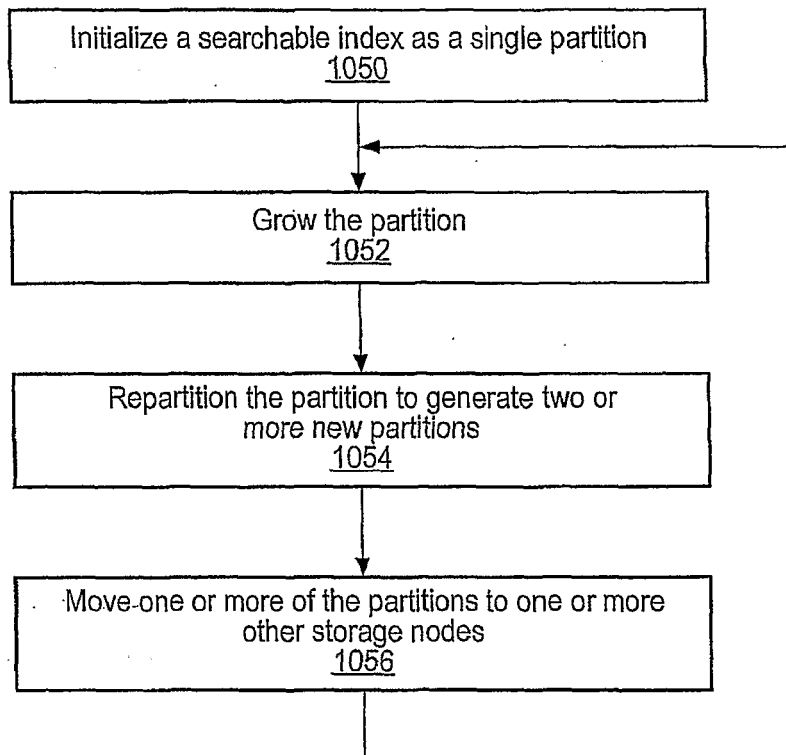 Initialize a searchable index as a single partition
1050
Grow the partition
1052
Repartition the partition to generate two or
more new partitions
1054
Move one or more of the partitions to one or more
other storage nodes
1056